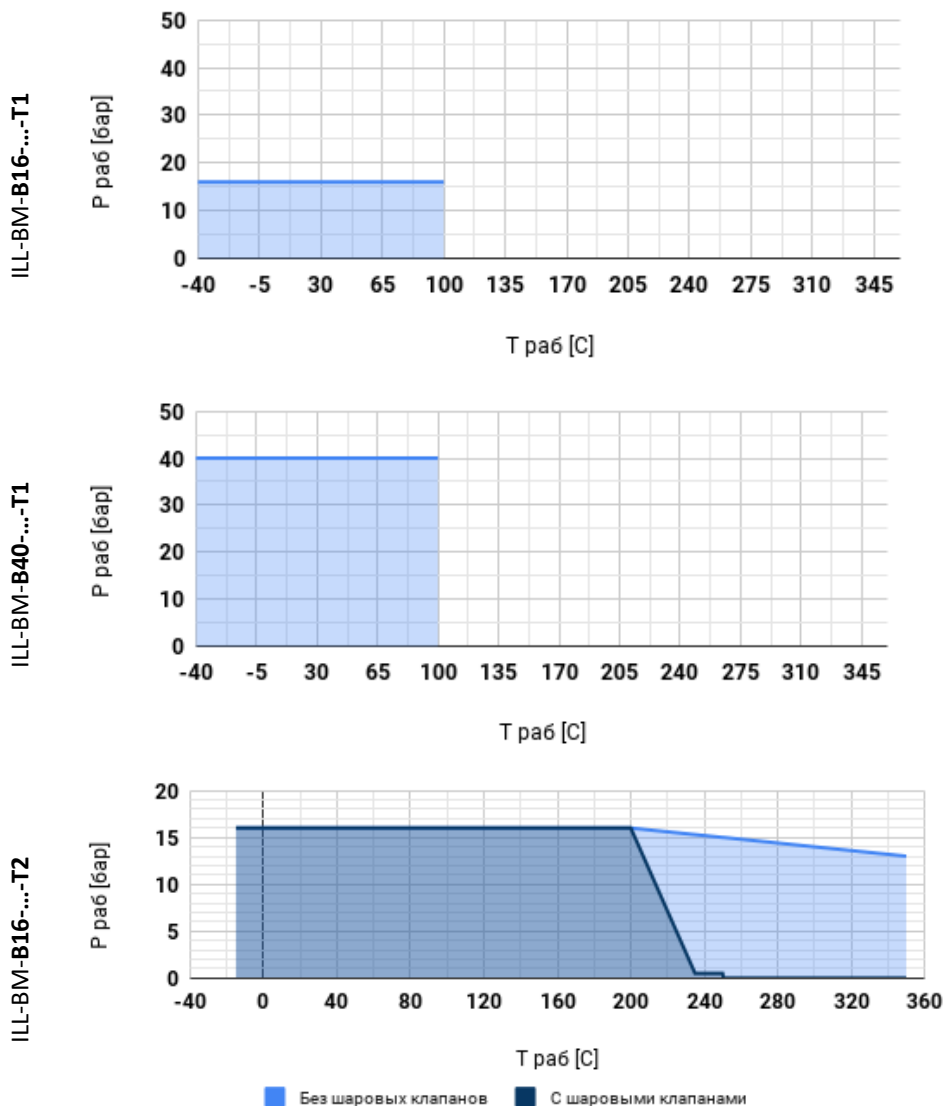 ILL-BM-B16-...-T1
P раб [бар]
50
40
30
20
10
0
-40 -5 30 65 100 135 170 205 240 275 310 345
T раб [C]
ILL-BM-B40-...-T1
P раб [бар]
50
40
30
20
10
0
-40 -5 30 65 100 135 170 205 240 275 310 345
T раб [C]
ILL-BM-B16-...-T2
P раб [бар]
20
15
10
5
0
-40 0 40 80 120 160 200 240 280 320 360
T раб [C]
Без шаровых клапанов С шаровыми клапанами